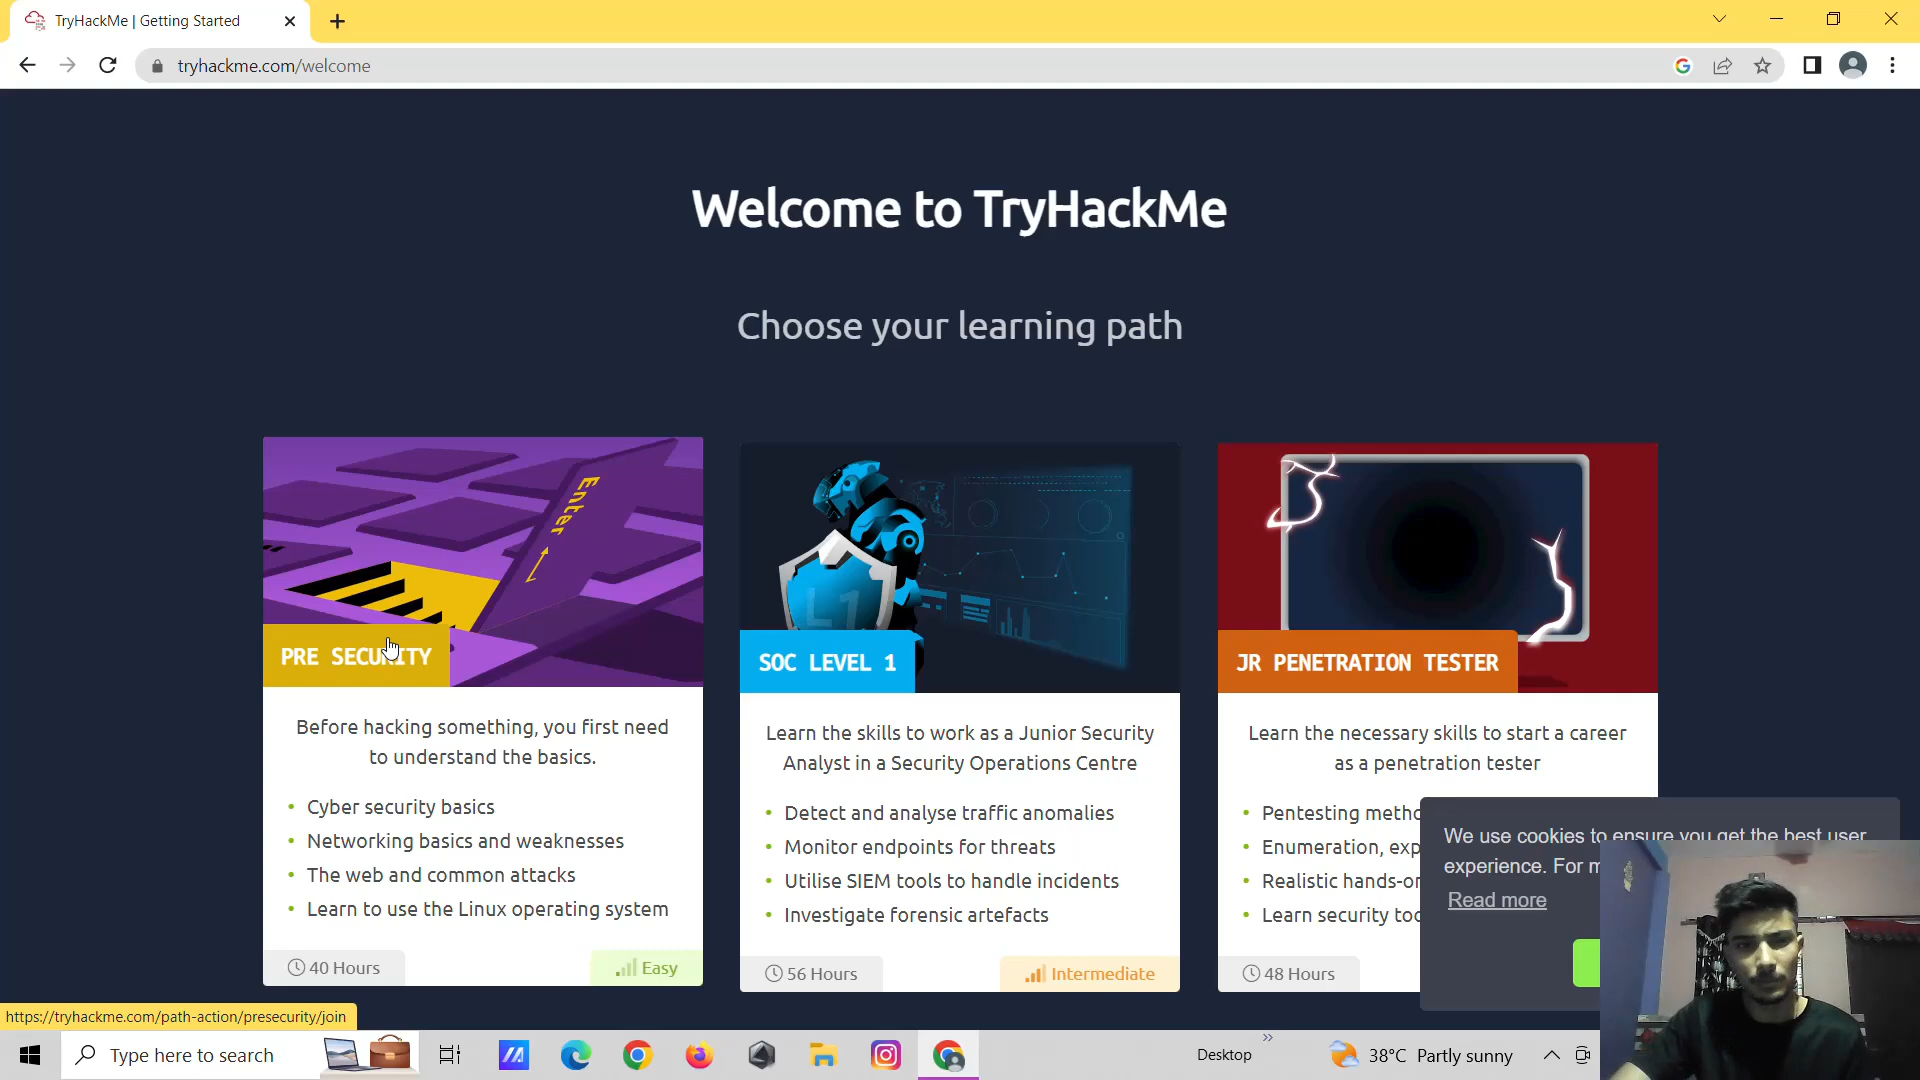 TryHackMe | Getting Started
tryhackme.com/welcome
Welcome to TryHackMe
Choose your learning path
Enter
PRE SECURITY
Before hacking something, you first need
to understand the basics.
• Cyber security basics
• Networking basics and weaknesses
• The web and common attacks
• Learn to use the Linux operating system
40 Hours
Easy
L1
SOC LEVEL 1
Learn the skills to work as a Junior Security
Analyst in a Security Operations Centre
• Detect and analyse traffic anomalies
• Monitor endpoints for threats
• Utilise SIEM tools to handle incidents
• Investigate forensic artefacts
56 Hours
Intermediate
JR PENETRATION TESTER
Learn the necessary skills to start a career
as a penetration tester
• Pentesting
• Enumeration,
• Realistic
• Learn security
48 Hours
We use cookies to ensure you get the best user
experience. For
Read more
https://tryhackme.com/path-action/presecurity/join
Type here to search
Desktop
38°C Partly sunny